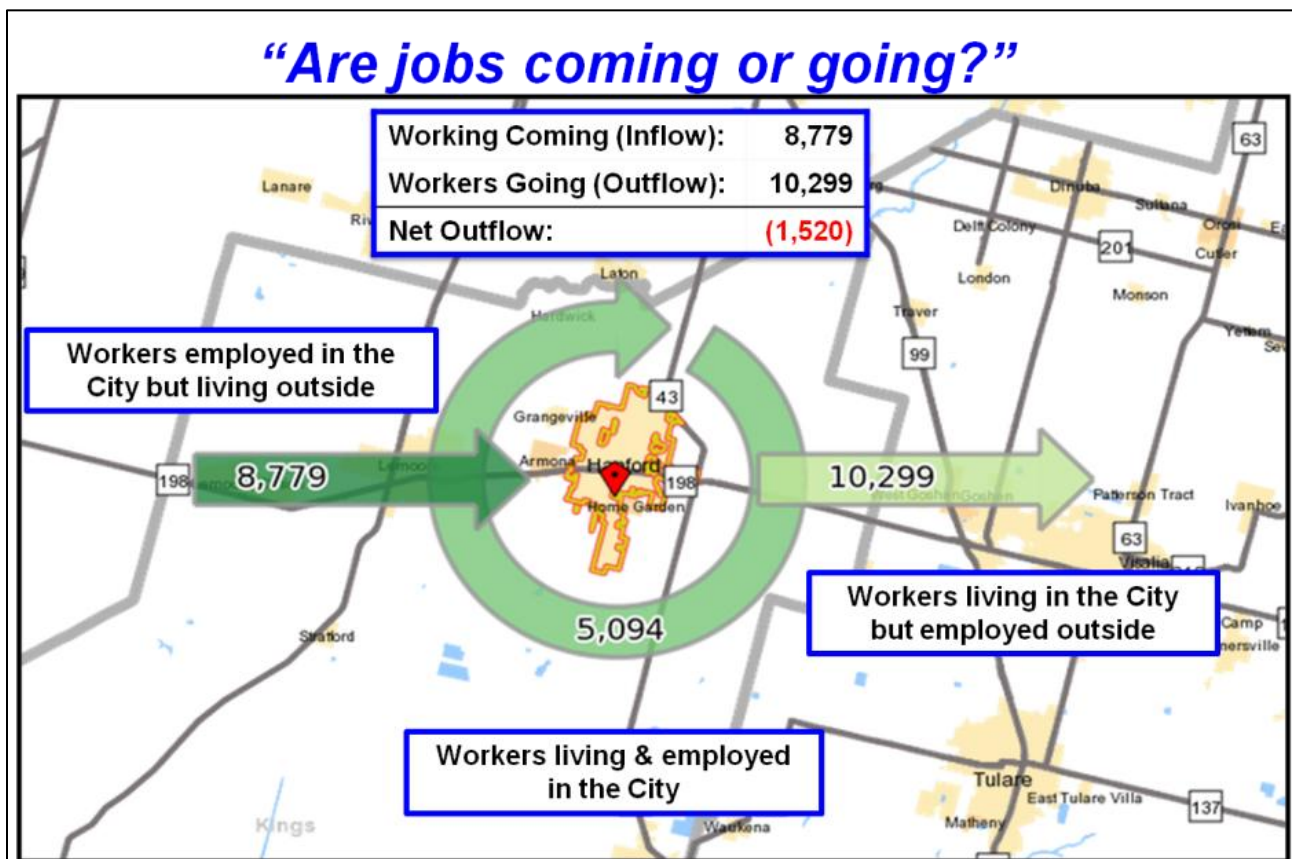 “Are jobs coming or going?”
Working Coming (Inflow): 8,779
Workers Going (Outflow): 10,299
Net Outflow: (1,520)
63
Lanare
Dinuba
Sultana
Orosi
Delft Colony
201
Cutler
Laton
London
Monson
Hardwick
Traver
Yettem
99
Workers employed in the
City but living outside
43
Grangeville
Armona
Hanford
198
8,779
198
10,299
Goshen
Patterson Tract
Ivanhoe
Home Garden
63
Visalia
Workers living in the City
but employed outside
5,094
Stratford
Camp
Workers living & employed
in the City
Tulare
East Tulare Villa
137
Matheny
Waukena
Kings